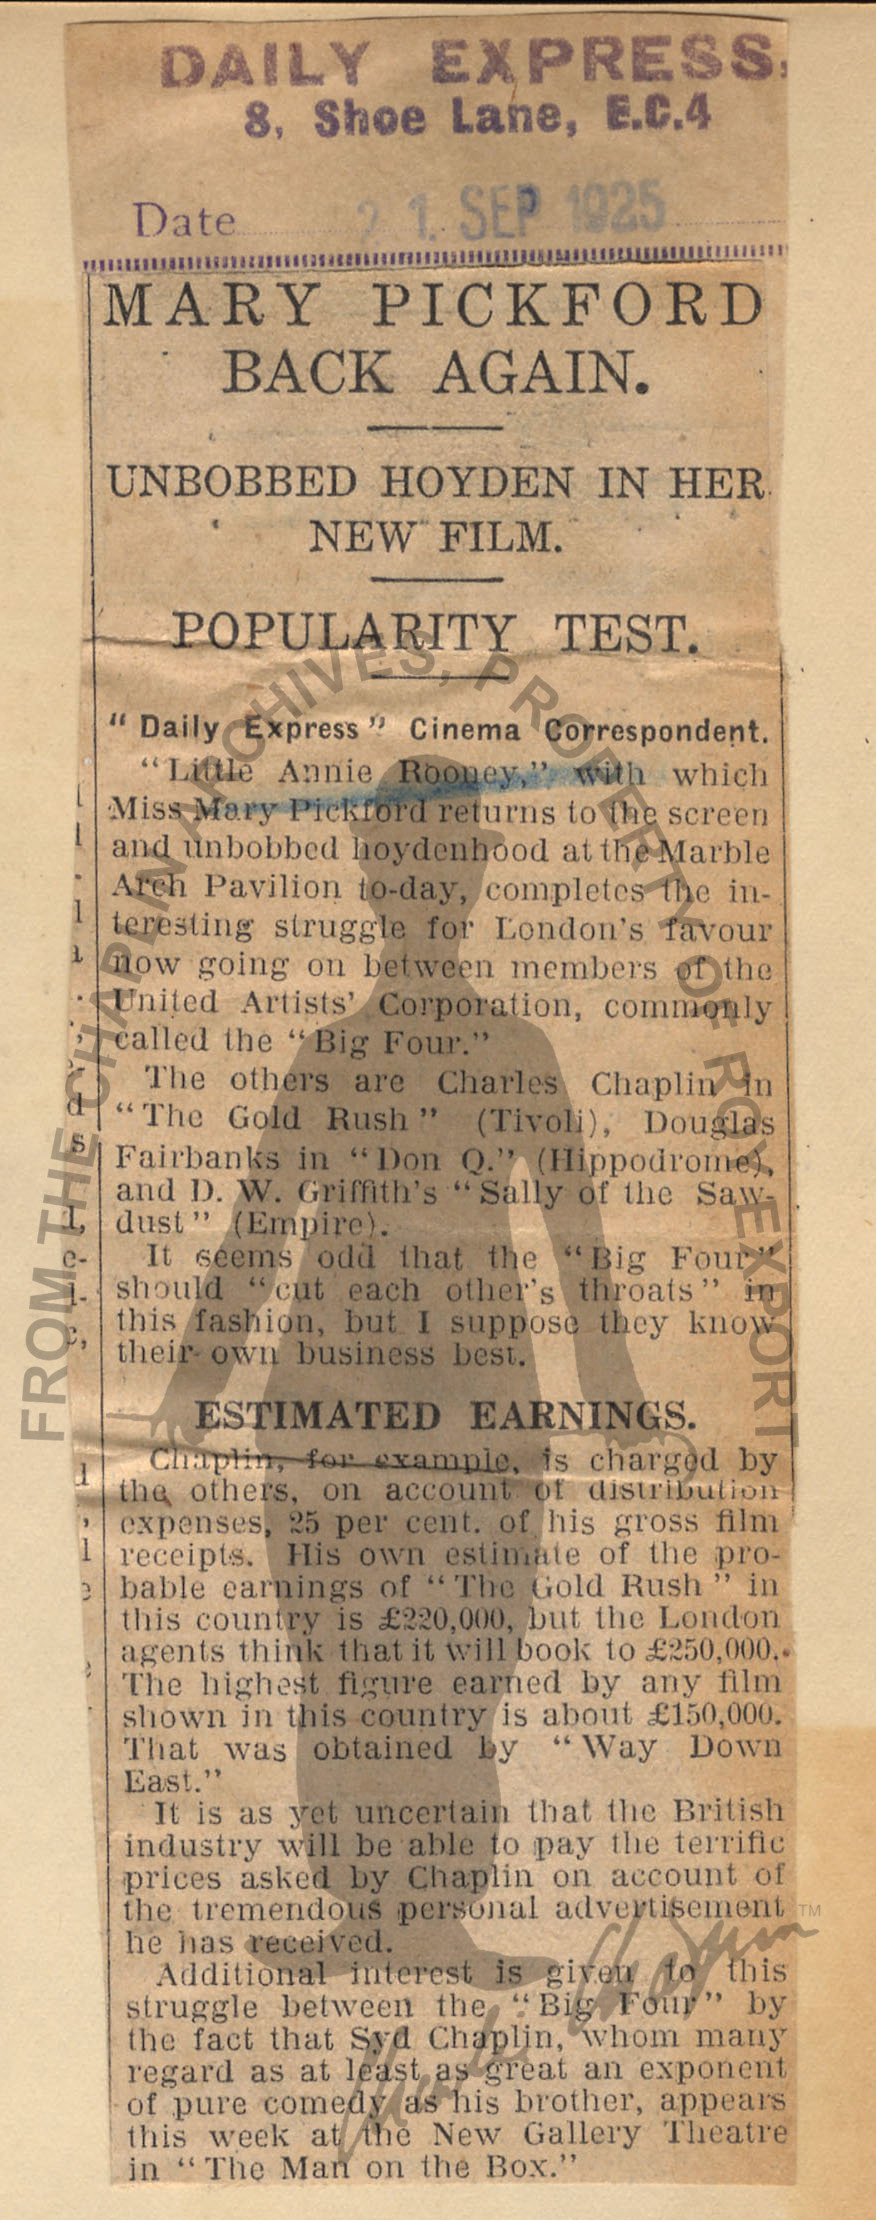 DAILY EXPRESS,
8, Shoe Lane, E.C.4
Date 21 SEP 1925
MARY PICKFORD
BACK AGAIN.
UNBOBBED HOYDEN IN HER
NEW FILM.
POPULARITY TEST.
"Daily Express" Cinema Correspondent.
"Little Annie Rooney," with which
Miss Mary Pickford returns to the screen
and unbobbed hoydenhood at the Marble
Arch Pavilion to-day, completes the in-
teresting struggle for London's favour
now going on between members of the
United Artists' Corporation, commonly
called the "Big Four."
The others are Charles Chaplin in
"The Gold Rush" (Tivoli), Douglas
Fairbanks in "Don Q." (Hippodrome),
and D. W. Griffith's "Sally of the Saw-
dust" (Empire).
It seems odd that the "Big Four"
should "cut each other's throats" in
this fashion, but I suppose they know
their own business best.
ESTIMATED EARNINGS.
Chaplin, for example, is charged by
the others, on account of distribution
expenses, 25 per cent. of his gross film
receipts. His own estimate of the pro-
bable earnings of "The Gold Rush" in
this country is £220,000, but the London
agents think that it will book to £250,000.
The highest figure earned by any film
shown in this country is about £150,000.
That was obtained by "Way Down
East."
It is as yet uncertain that the British
industry will be able to pay the terrific
prices asked by Chaplin on account of
the tremendous personal advertisement
he has received.
Additional interest is given to this
struggle between the "Big Four" by
the fact that Syd Chaplin, whom many
regard as at least as great an exponent
of pure comedy as his brother, appears
this week at the New Gallery Theatre
in "The Man on the Box."
FROM THE CHAPLIN ARCHIVES, PROPERTY OF ROY EXPORT
Charlie Chaplin TM